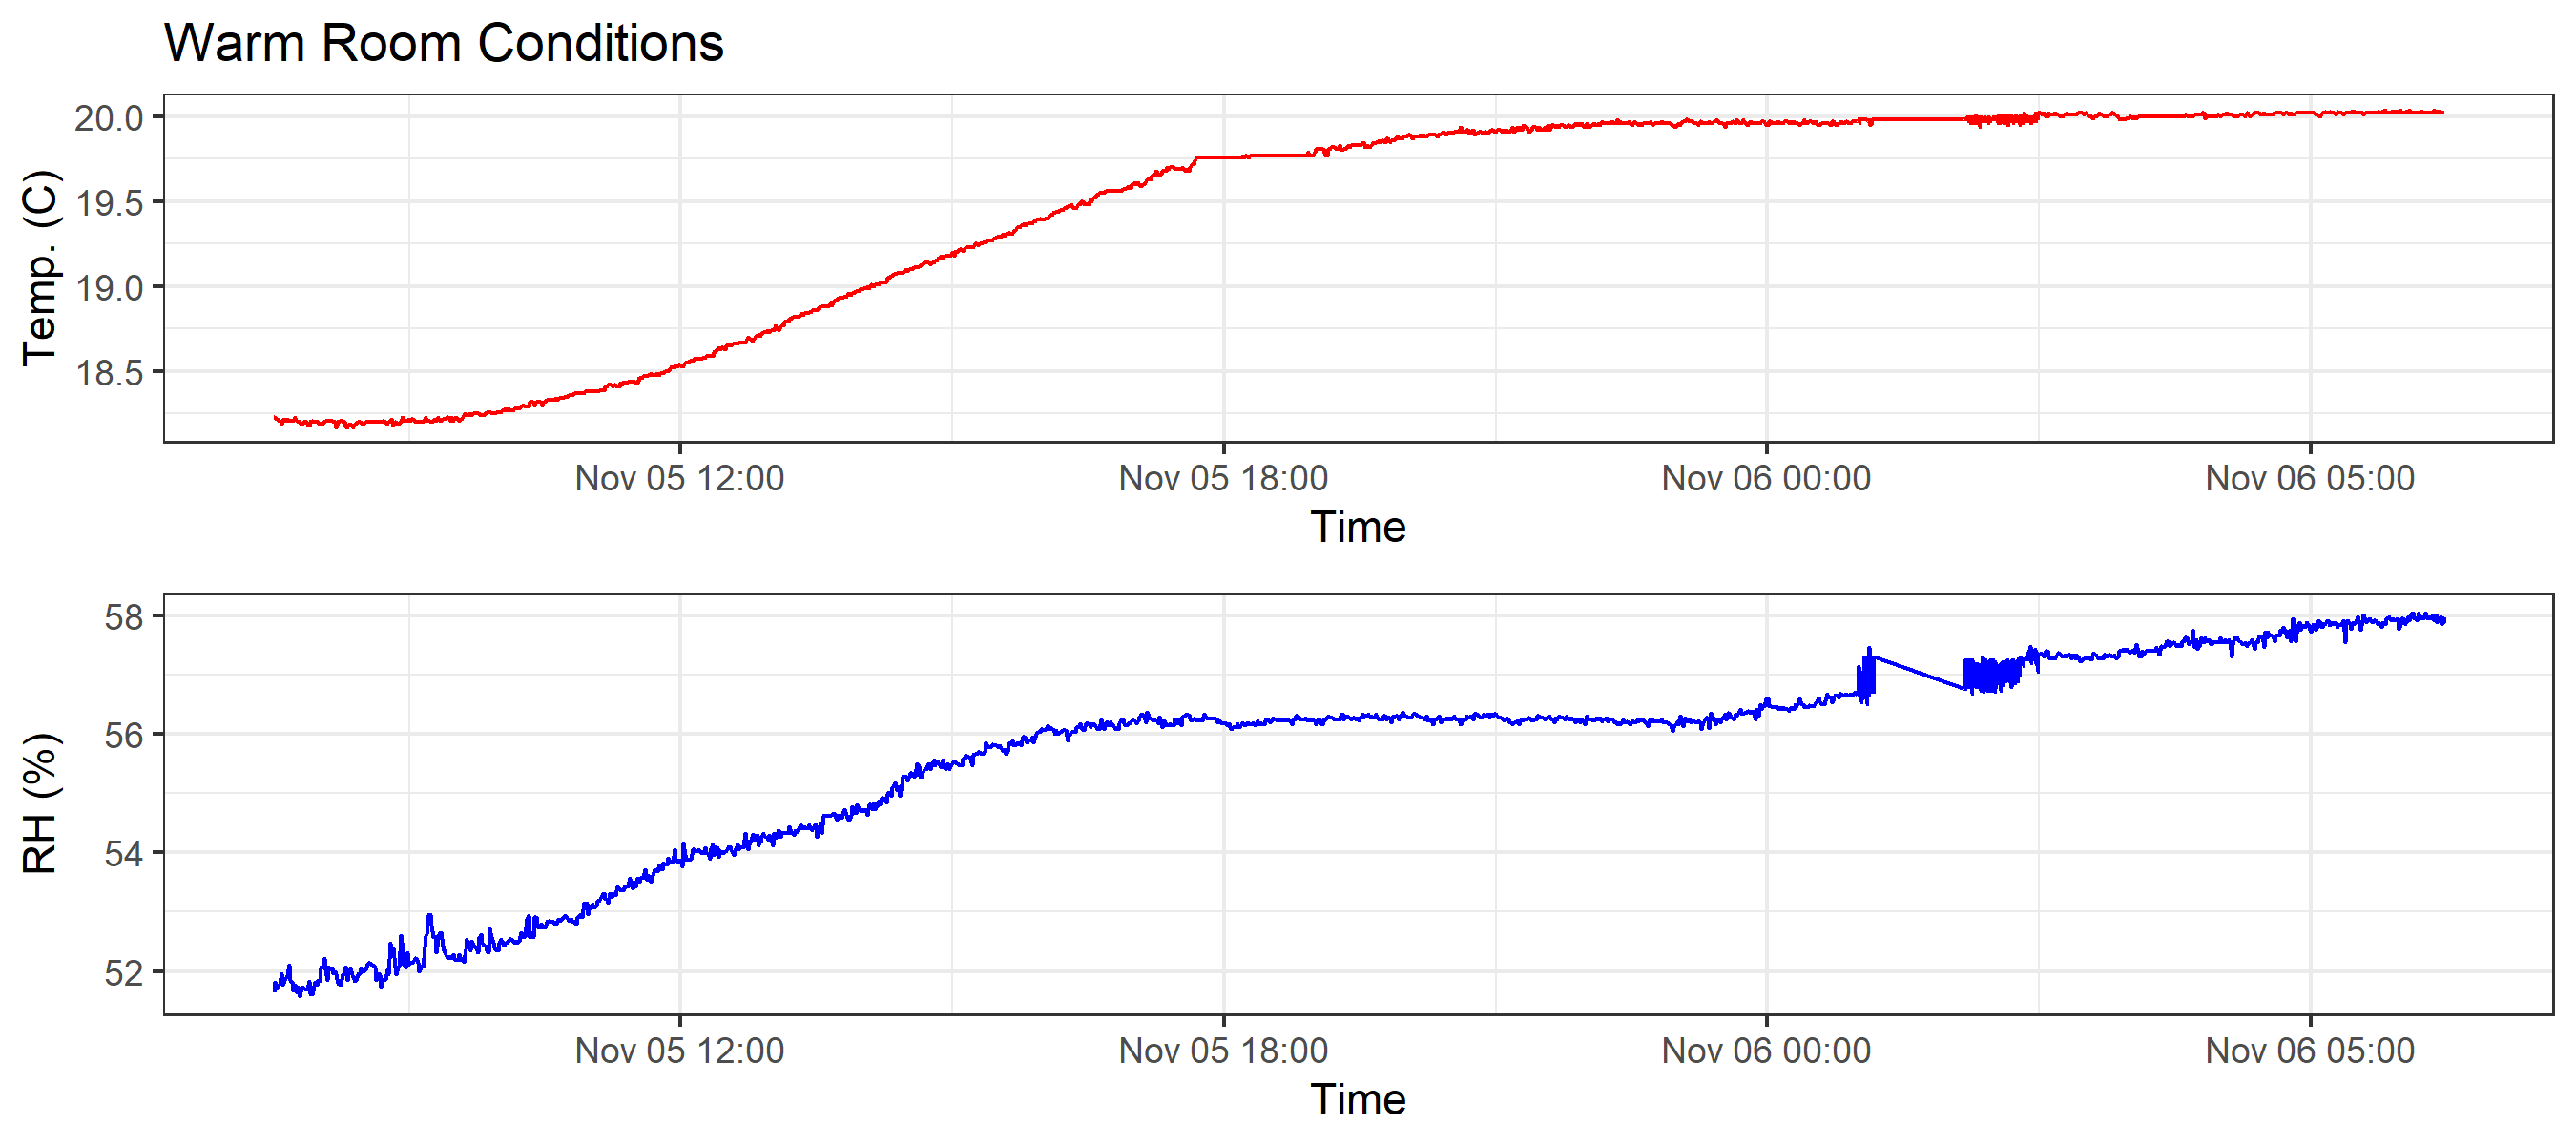 Warm Room Conditions
20.0
19.5
19.0
18.5
Temp. (C)
Nov 05 12:00 Nov 05 18:00 Nov 06 00:00 Nov 06 05:00
Time
58
56
54
52
RH (%)
Nov 05 12:00 Nov 05 18:00 Nov 06 00:00 Nov 06 05:00
Time